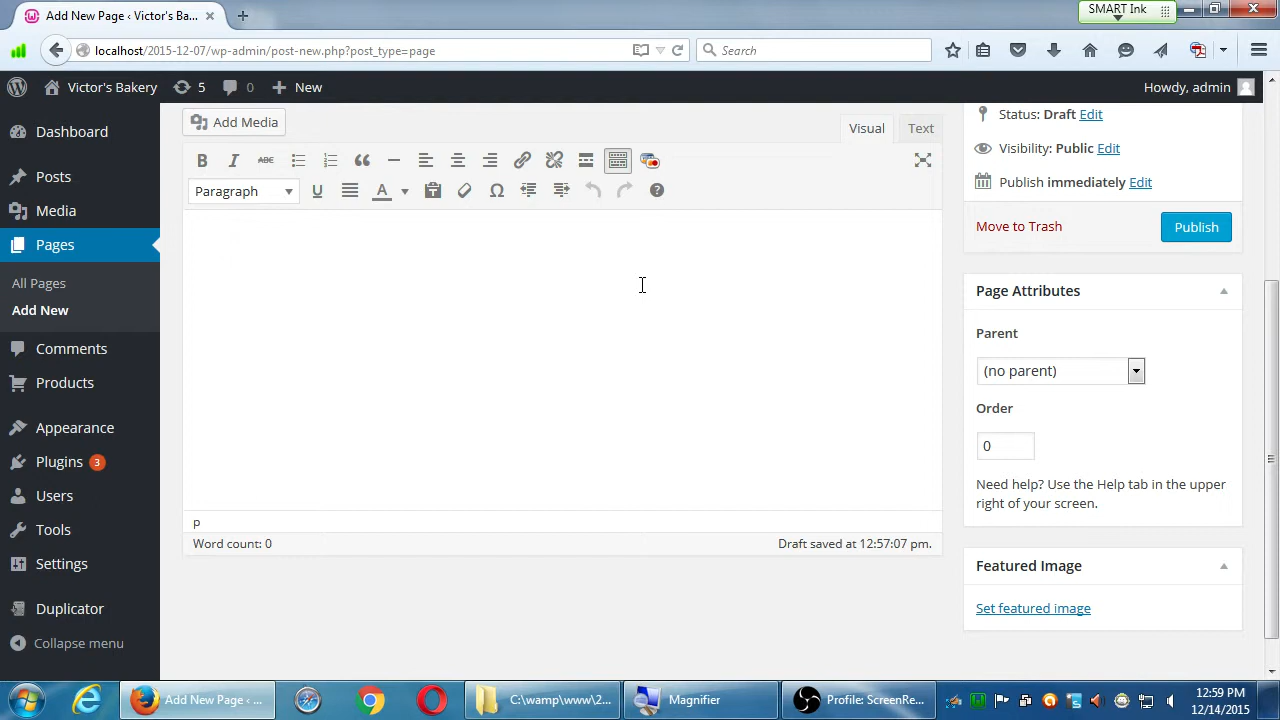 Add New Page ‹ Victor's Ba...
SMART Ink
localhost/2015-12-07/wp-admin/post-new.php?post_type=page
Search
Victor's Bakery
5
0
New
Howdy, admin
Dashboard
Posts
Media
Pages
All Pages
Add New
Comments
Products
Appearance
Plugins 3
Users
Tools
Settings
Duplicator
Collapse menu
Add Media
Visual
Text
B I ABC
Paragraph
U A Ω ?
p
Word count: 0
Draft saved at 12:57:07 pm.
Status: Draft Edit
Visibility: Public Edit
Publish immediately Edit
Move to Trash
Publish
Page Attributes
Parent
(no parent)
Order
0
Need help? Use the Help tab in the upper
right of your screen.
Featured Image
Set featured image
Add New Page ‹ ...
C:\wamp\www\2...
Magnifier
Profile: ScreenRe...
12:59 PM
12/14/2015